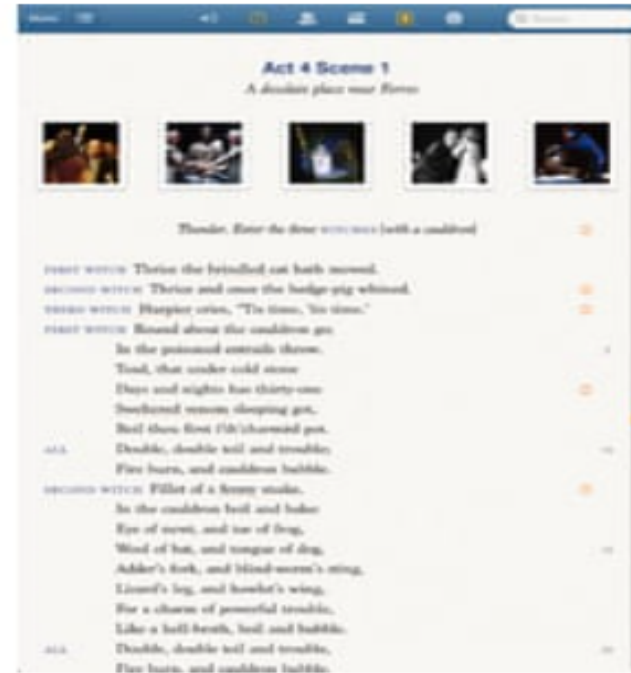 Act 4 Scene 1
A desolate place near Forres
Thunder. Enter the three WITCHES [with a cauldron]
FIRST WITCH Thrice the brindled cat hath mewed.
SECOND WITCH Thrice and once the hedge-pig whined.
THIRD WITCH Harpier cries, ''Tis time, 'tis time.'
FIRST WITCH Round about the cauldron go;
In the poisoned entrails throw.
Toad, that under cold stone
Days and nights has thirty-one
Sweltered venom sleeping got,
Boil thou first i'th'charmèd pot.
ALL Double, double toil and trouble;
Fire burn, and cauldron bubble.
SECOND WITCH Fillet of a fenny snake,
In the cauldron boil and bake:
Eye of newt, and toe of frog,
Wool of bat, and tongue of dog,
Adder's fork, and blind-worm's sting,
Lizard's leg, and howlet's wing,
For a charm of powerful trouble,
Like a hell-broth, boil and bubble.
ALL Double, double toil and trouble,
Fire burn, and cauldron bubble.